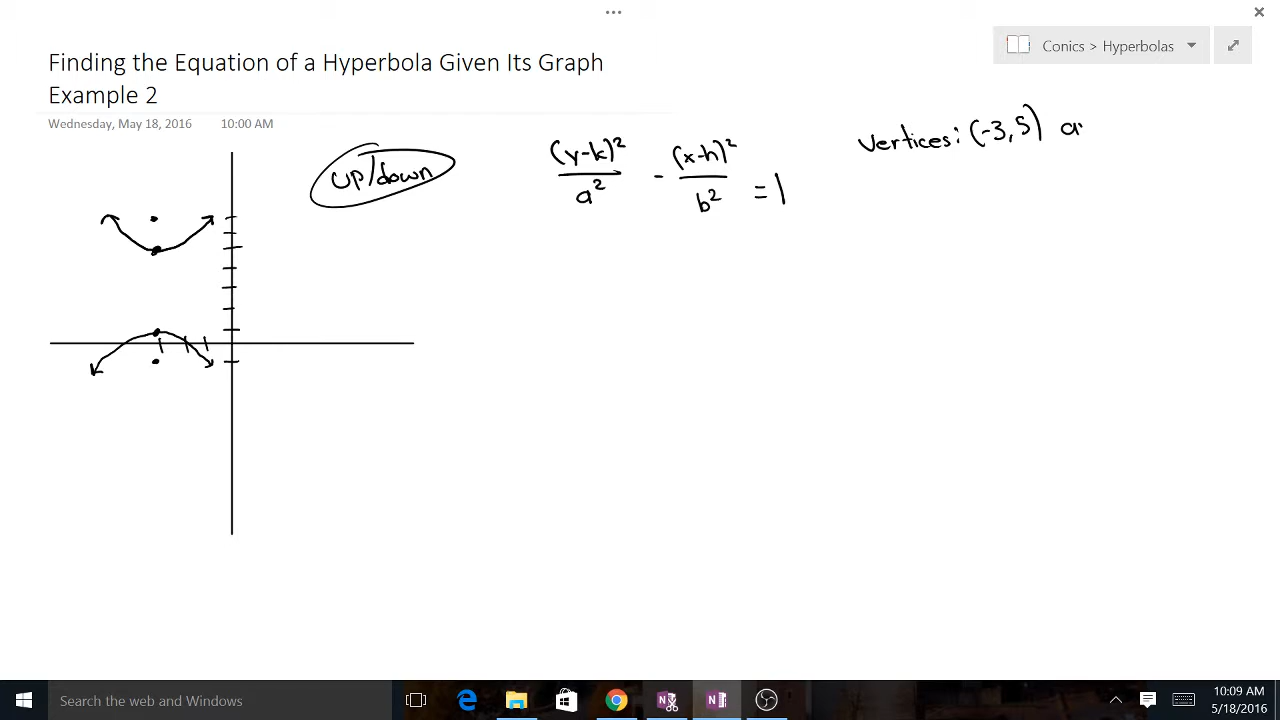 Conics > Hyperbolas
Finding the Equation of a Hyperbola Given Its Graph
Example 2
Wednesday, May 18, 2016 10:00 AM
up/down
(y-k)²
a²
- (x-h)²
b²
= 1
Vertices: (-3,5) a
Search the web and Windows
10:09 AM
5/18/2016